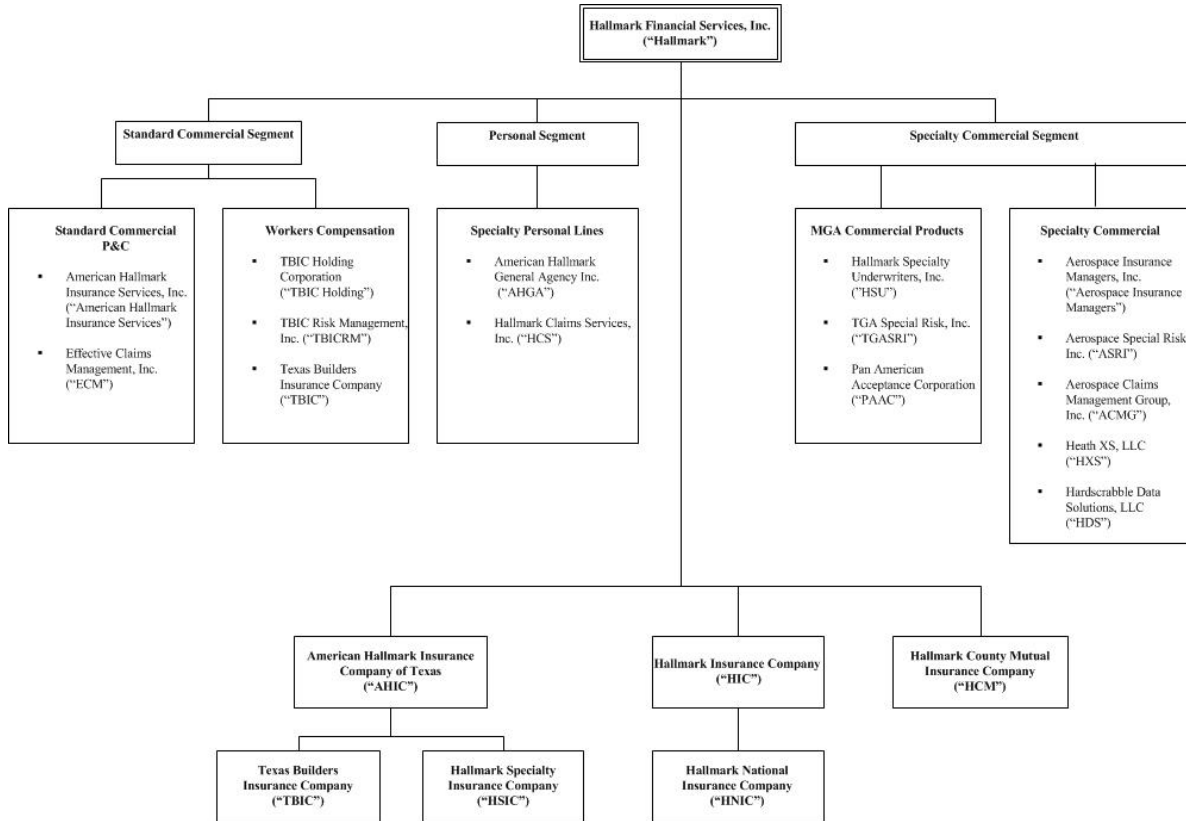 Hallmark Financial Services, Inc.
(“Hallmark”)
Standard Commercial Segment
Personal Segment
Specialty Commercial Segment
Standard Commercial
P&C
▪ American Hallmark
Insurance Services, Inc.
(“American Hallmark
Insurance Services”)
▪ Effective Claims
Management, Inc.
(“ECM”)
Workers Compensation
▪ TBIC Holding
Corporation
(“TBIC Holding”)
▪ TBIC Risk Management,
Inc. (“TBICRM”)
▪ Texas Builders
Insurance Company
(“TBIC”)
Specialty Personal Lines
▪ American Hallmark
General Agency Inc.
(“AHGA”)
▪ Hallmark Claims Services,
Inc. (“HCS”)
MGA Commercial Products
▪ Hallmark Specialty
Underwriters, Inc.
(“HSU”)
▪ TGA Special Risk, Inc.
(“TGASRI”)
▪ Pan American
Acceptance Corporation
(“PAAC”)
Specialty Commercial
▪ Aerospace Insurance
Managers, Inc.
(“Aerospace Insurance
Managers”)
▪ Aerospace Special Risk
Inc. (“ASRI”)
▪ Aerospace Claims
Management Group,
Inc. (“ACMG”)
▪ Heath XS, LLC
(“HXS”)
▪ Hardscrabble Data
Solutions, LLC
(“HDS”)
American Hallmark Insurance
Company of Texas
(“AHIC”)
Hallmark Insurance Company
(“HIC”)
Hallmark County Mutual
Insurance Company
(“HCM”)
Texas Builders
Insurance Company
(“TBIC”)
Hallmark Specialty
Insurance Company
(“HSIC”)
Hallmark National
Insurance Company
(“HNIC”)